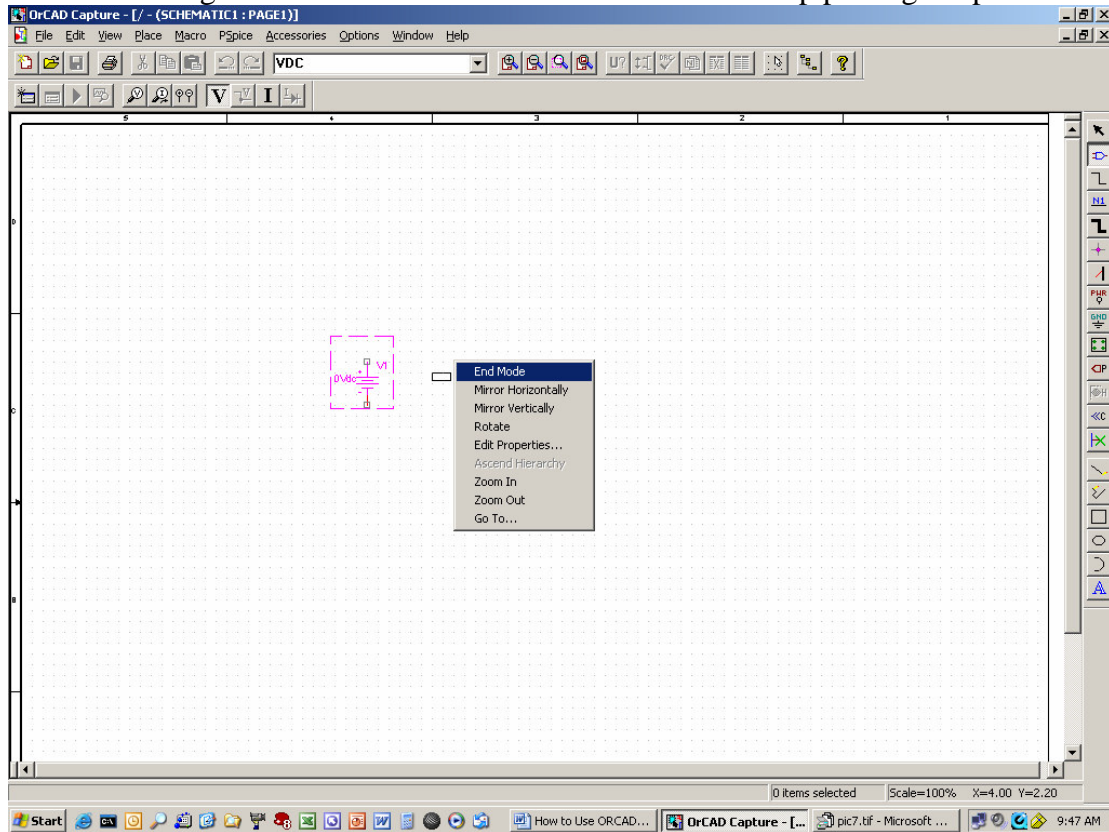 OrCAD Capture - [/ - (SCHEMATIC1 : PAGE1)]
File Edit View Place Macro PSpice Accessories Options Window Help
VDC
U?
DRC
V V I I
5 4 3 2 1
D
N1
PWR
GND
V1
0Vdc
End Mode
Mirror Horizontally
Mirror Vertically
Rotate
Edit Properties...
Ascend Hierarchy
Zoom In
Zoom Out
Go To...
C
B
A
0 items selected Scale=100% X=4.00 Y=2.20
Start How to Use ORCAD... OrCAD Capture - [... pic7.tif - Microsoft ... 9:47 AM